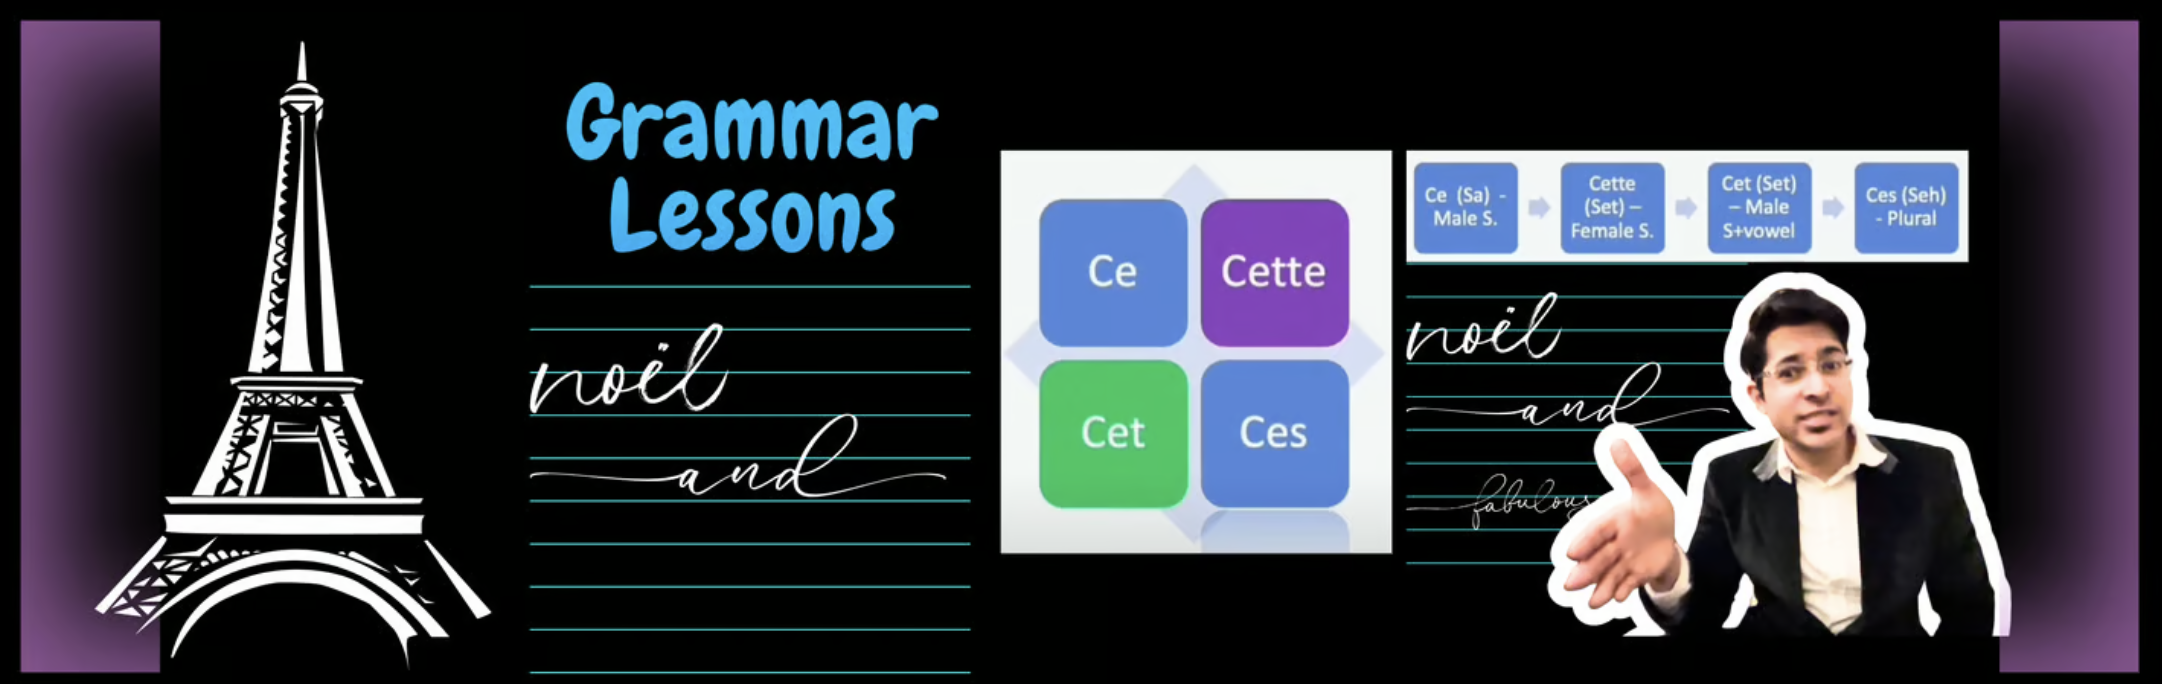 Grammar
Lessons
noël
and
Ce
Cette
Cet
Ces
Ce (Sa) -
Male S.
Cette
(Set) –
Female S.
Cet (Set)
– Male
S+vowel
Ces (Seh)
- Plural
noël
and
fabulous